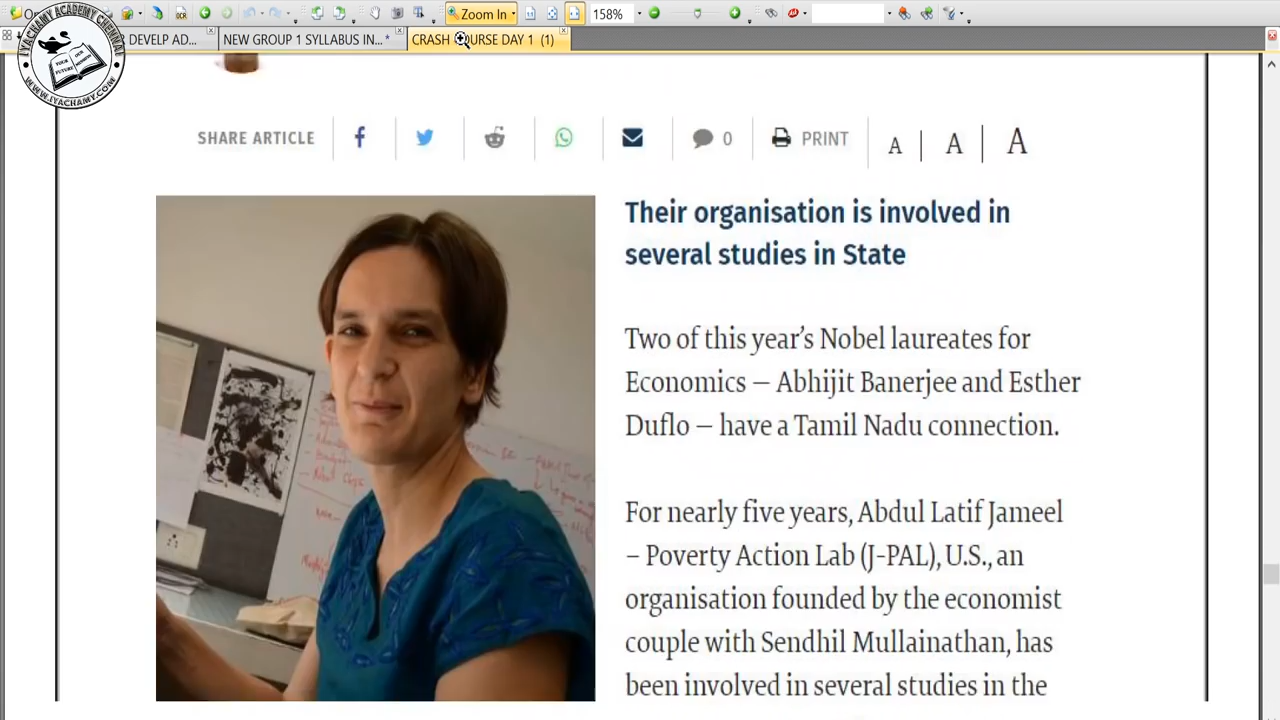 Zoom In
158%
IYACHAMY ACADEMY CHENNAI
YOUR FUTURE
OUR MISSION
WWW.IYACHAMY.COM
DEVELP AD...
NEW GROUP 1 SYLLABUS IN... *
CRASH COURSE DAY 1 (1)
SHARE ARTICLE
0
PRINT
A A A
Their organisation is involved in
several studies in State
Two of this year’s Nobel laureates for
Economics — Abhijit Banerjee and Esther
Duflo — have a Tamil Nadu connection.
For nearly five years, Abdul Latif Jameel
– Poverty Action Lab (J-PAL), U.S., an
organisation founded by the economist
couple with Sendhil Mullainathan, has
been involved in several studies in the